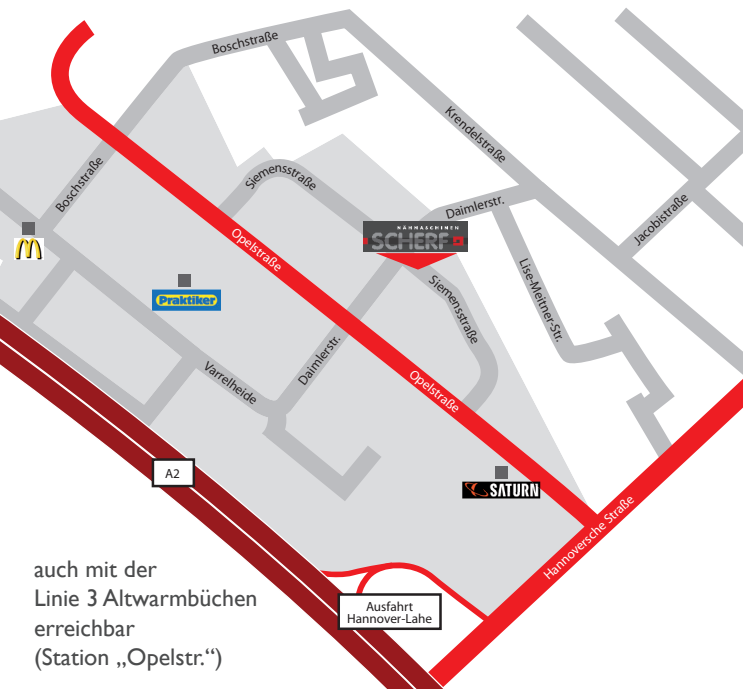 Boschstraße
Krendelstraße
Boschstraße
Siemensstraße
Daimlerstr.
Jacobistraße
NÄHMASCHINEN
SCHERF
Opelstraße
Lise-Meitner-Str.
Siemensstraße
M
Praktiker
Daimlerstr.
Varrelheide
Opelstraße
A2
SATURN
Hannoversche Straße
auch mit der
Linie 3 Altwarmbüchen
erreichbar
(Station „Opelstr.“)
Ausfahrt
Hannover-Lahe